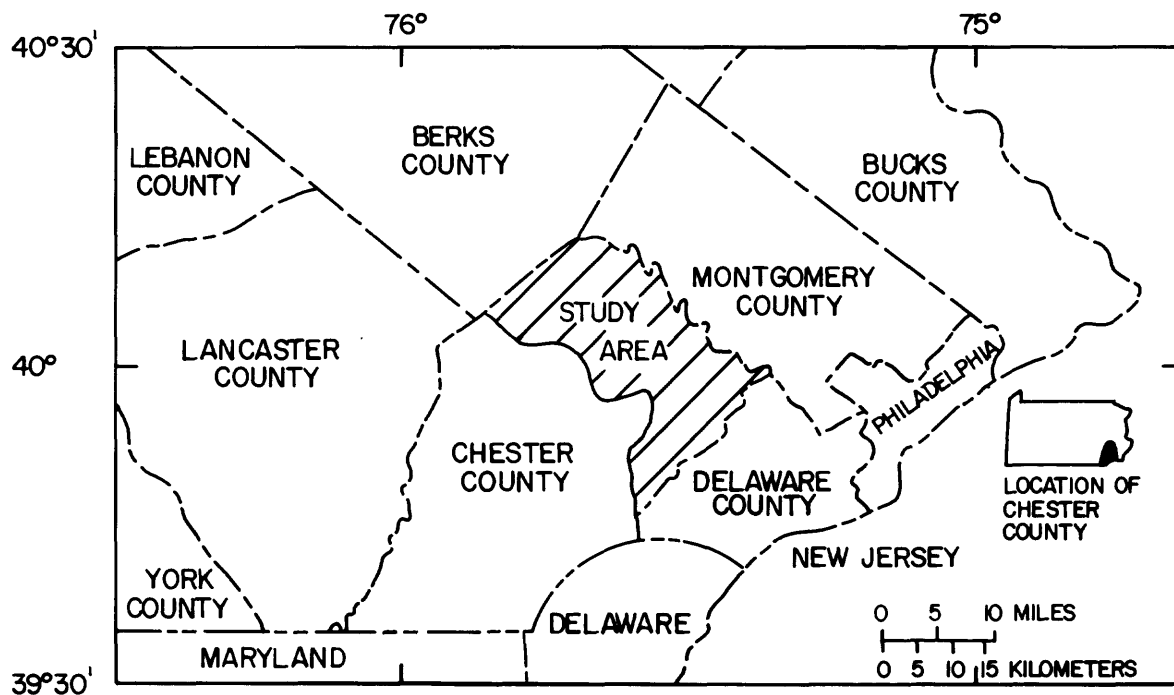 76°
75°
40°30'
BERKS
COUNTY
LEBANON
COUNTY
BUCKS
COUNTY
MONTGOMERY
COUNTY
STUDY
AREA
LANCASTER
COUNTY
40°
PHILADELPHIA
CHESTER
COUNTY
DELAWARE
COUNTY
LOCATION OF
CHESTER
COUNTY
NEW JERSEY
YORK
COUNTY
DELAWARE
0 5 10 MILES
MARYLAND
0 5 10 15 KILOMETERS
39°30'